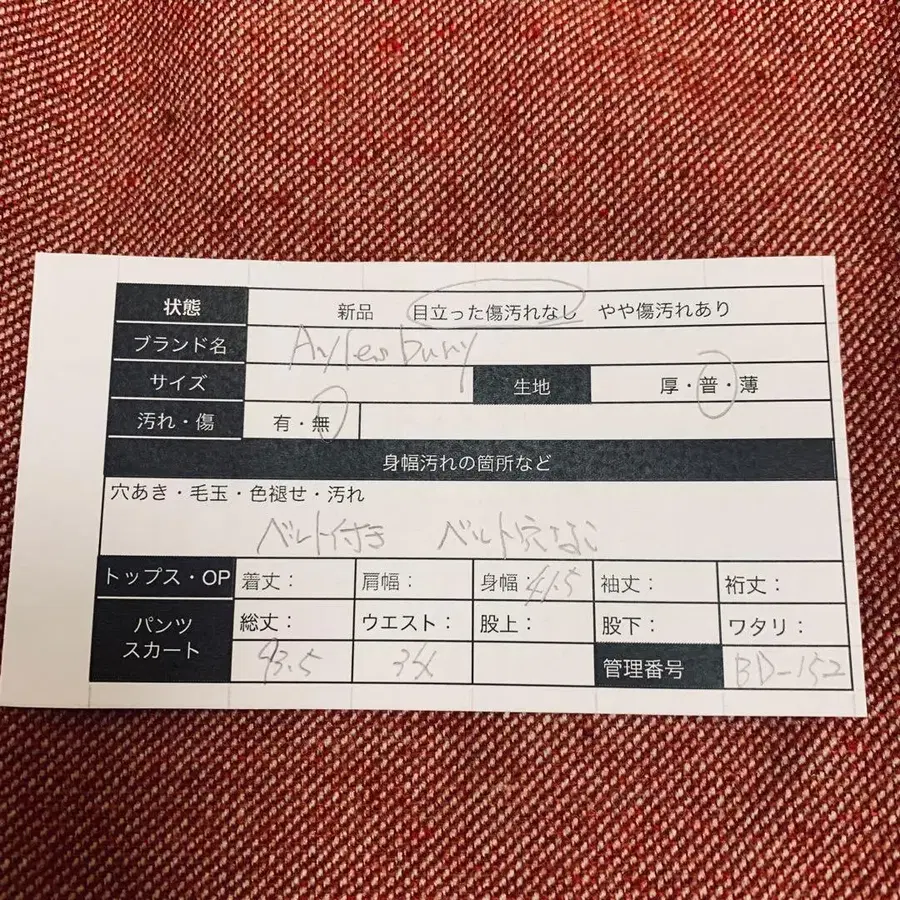 状態 新品 目立った傷汚れなし やや傷汚れあり
ブランド名 Aylesbury
サイズ 生地 厚・普・薄
汚れ・傷 有・無
身幅汚れの箇所など
穴あき・毛玉・色褪せ・汚れ
ベルト付き ベルト穴なし
トップス・OP 着丈： 肩幅： 身幅：41.5 袖丈： 裄丈：
パンツ スカート 総丈： ウエスト： 股上： 股下： ワタリ：
93.5 管理番号 BD-152